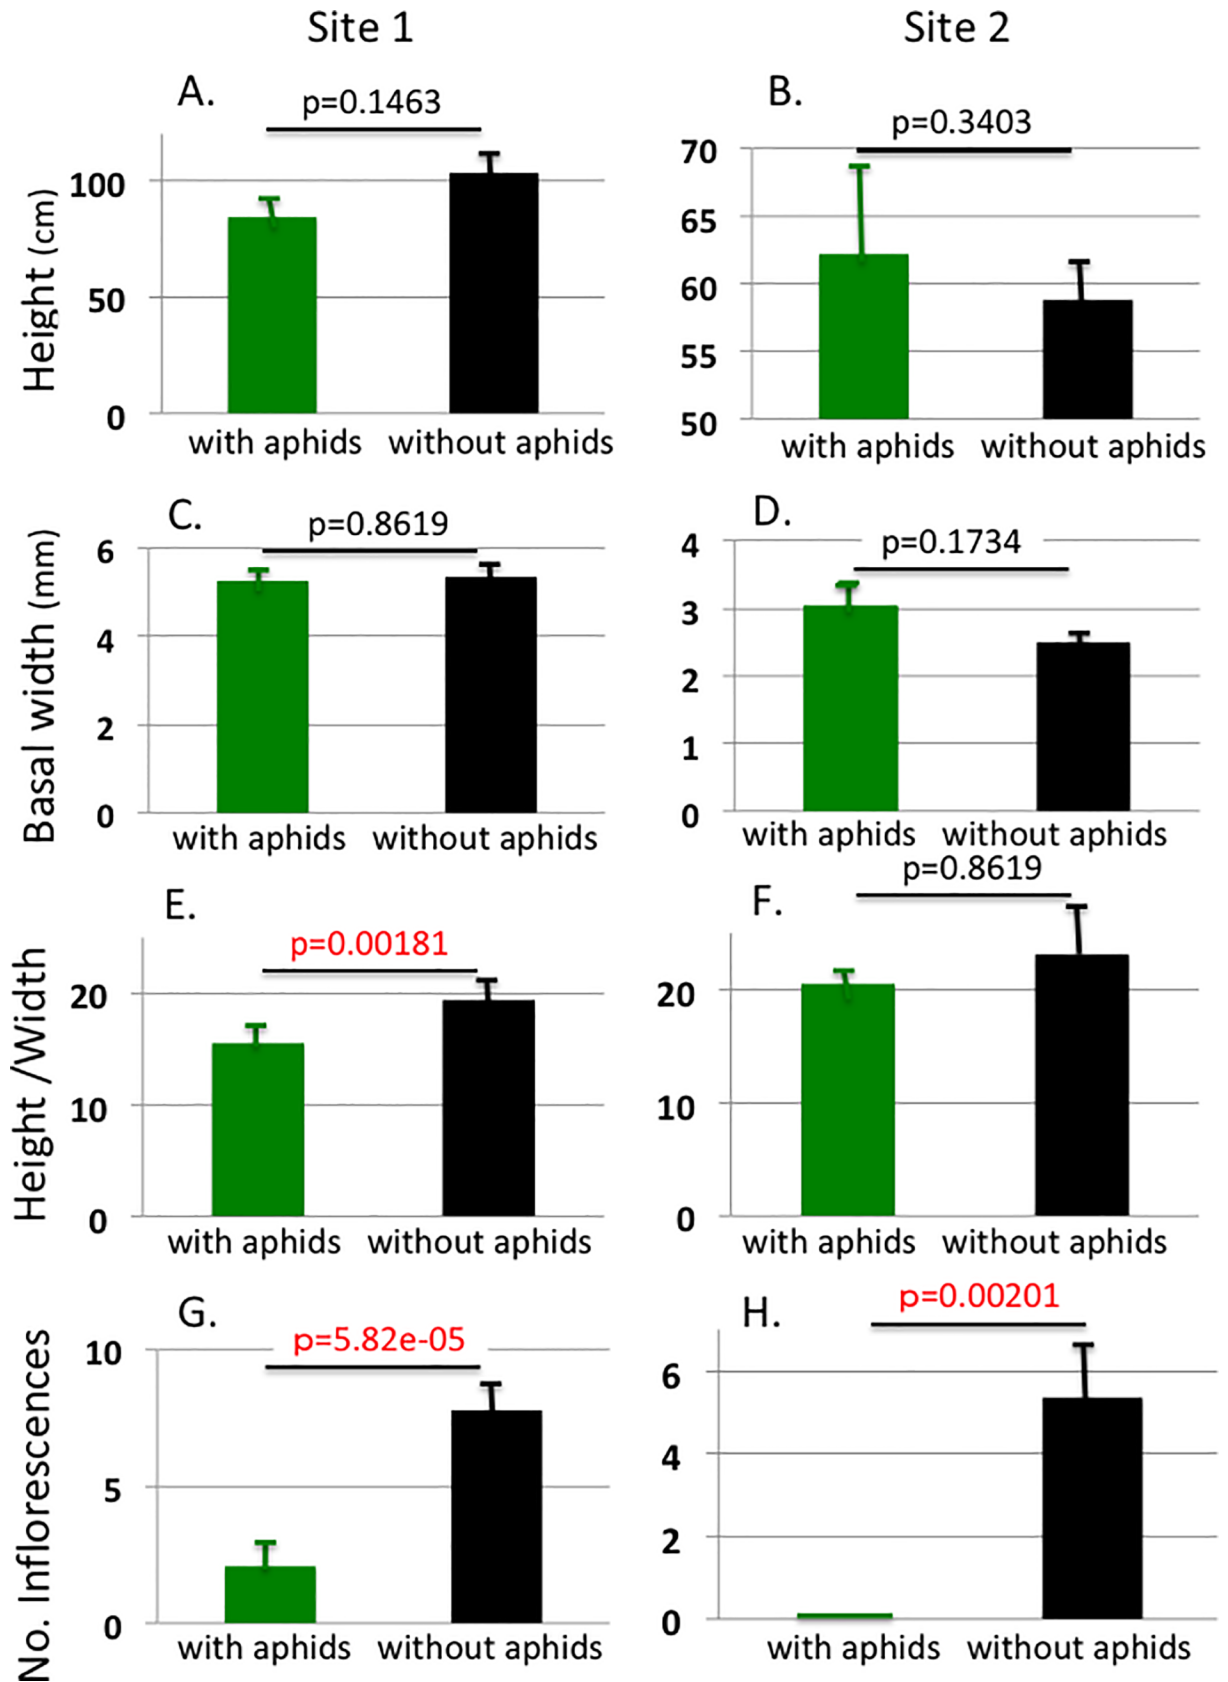 Site 1
Site 2
A.
p=0.1463
B.
p=0.3403
Height (cm)
100
50
0
70
65
60
55
50
with aphids
without aphids
with aphids
without aphids
C.
p=0.8619
D.
p=0.1734
Basal width (mm)
6
4
2
0
4
3
2
1
0
with aphids
without aphids
with aphids
without aphids
E.
p=0.00181
F.
p=0.8619
Height /Width
20
10
0
20
10
0
with aphids
without aphids
with aphids
without aphids
G.
p=5.82e-05
H.
p=0.00201
No. Inflorescences
10
5
0
6
4
2
0
with aphids
without aphids
with aphids
without aphids